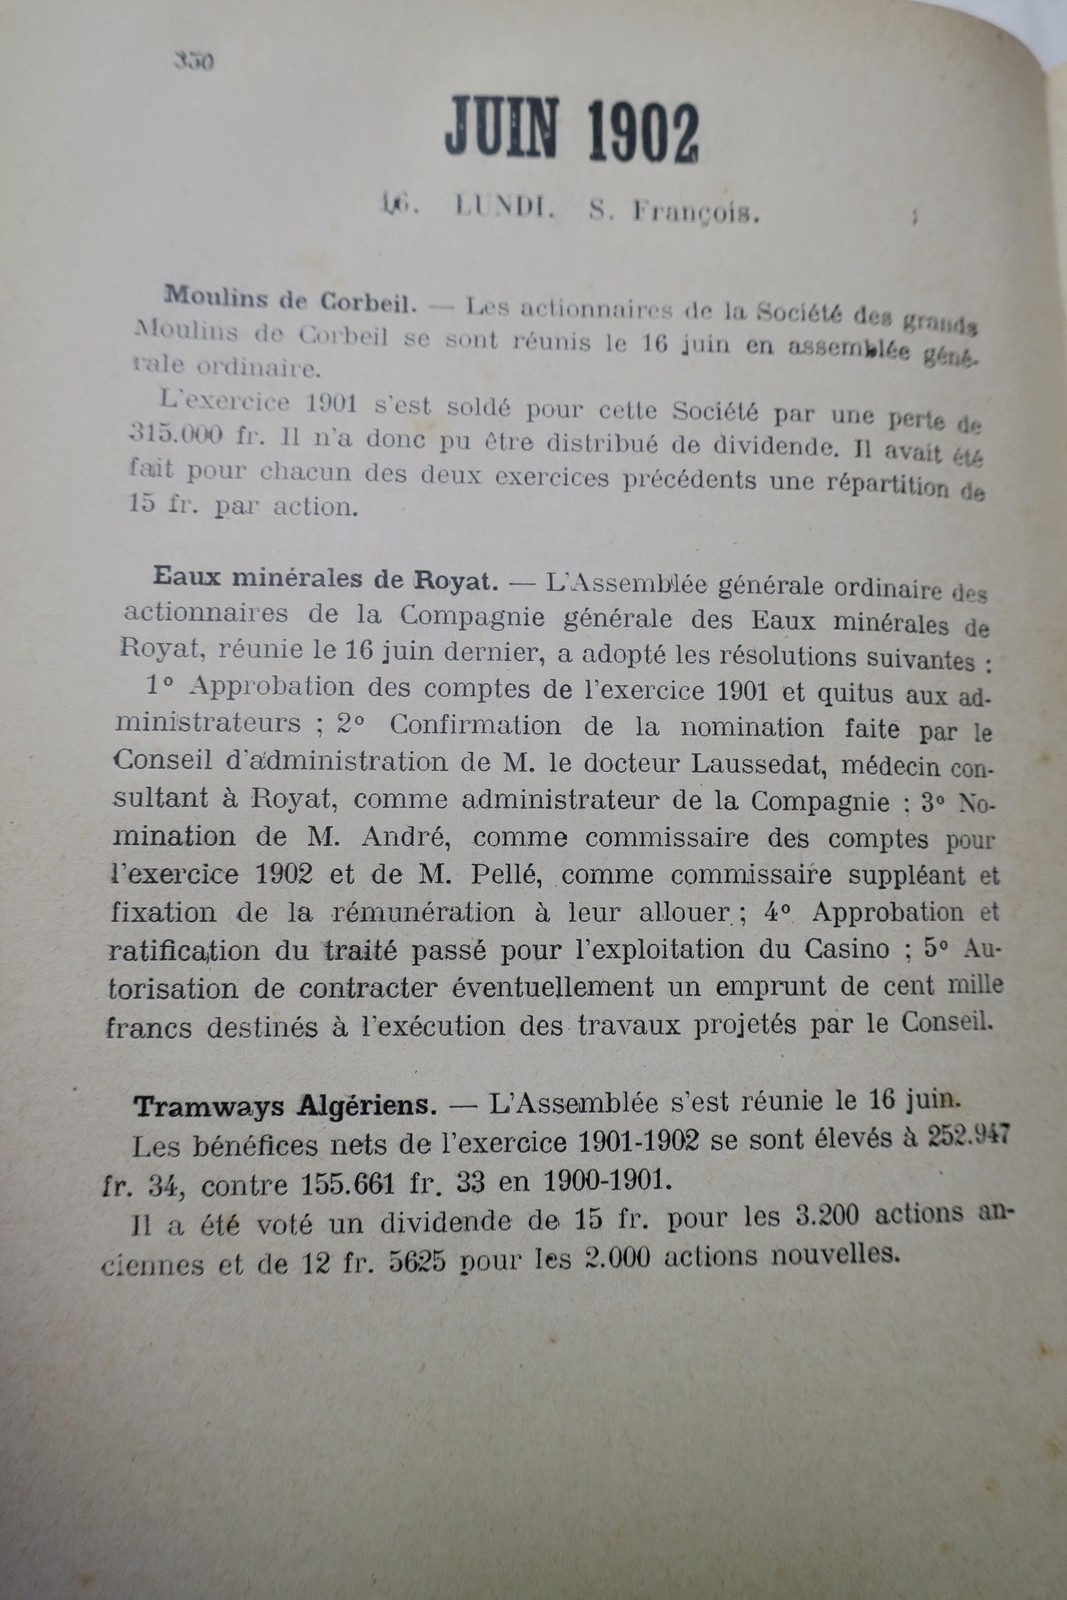 350
JUIN 1902
16. LUNDI. S. François.
Moulins de Corbeil. — Les actionnaires de la Société des grands
Moulins de Corbeil se sont réunis le 16 juin en assemblée géné-
rale ordinaire.
L'exercice 1901 s'est soldé pour cette Société par une perte de
315.000 fr. Il n'a donc pu être distribué de dividende. Il avait été
fait pour chacun des deux exercices précédents une répartition de
15 fr. par action.
Eaux minérales de Royat. — L'Assemblée générale ordinaire des
actionnaires de la Compagnie générale des Eaux minérales de
Royat, réunie le 16 juin dernier, a adopté les résolutions suivantes :
1° Approbation des comptes de l'exercice 1901 et quitus aux ad-
ministrateurs ; 2° Confirmation de la nomination faite par le
Conseil d'administration de M. le docteur Laussedat, médecin con-
sultant à Royat, comme administrateur de la Compagnie : 3° No-
mination de M. André, comme commissaire des comptes pour
l'exercice 1902 et de M. Pellé, comme commissaire suppléant et
fixation de la rémunération à leur allouer ; 4° Approbation et
ratification du traité passé pour l'exploitation du Casino ; 5° Au-
torisation de contracter éventuellement un emprunt de cent mille
francs destinés à l'exécution des travaux projetés par le Conseil.
Tramways Algériens. — L'Assemblée s'est réunie le 16 juin.
Les bénéfices nets de l'exercice 1901-1902 se sont élevés à 252.947
fr. 34, contre 155.661 fr. 33 en 1900-1901.
Il a été voté un dividende de 15 fr. pour les 3.200 actions an-
ciennes et de 12 fr. 5625 pour les 2.000 actions nouvelles.